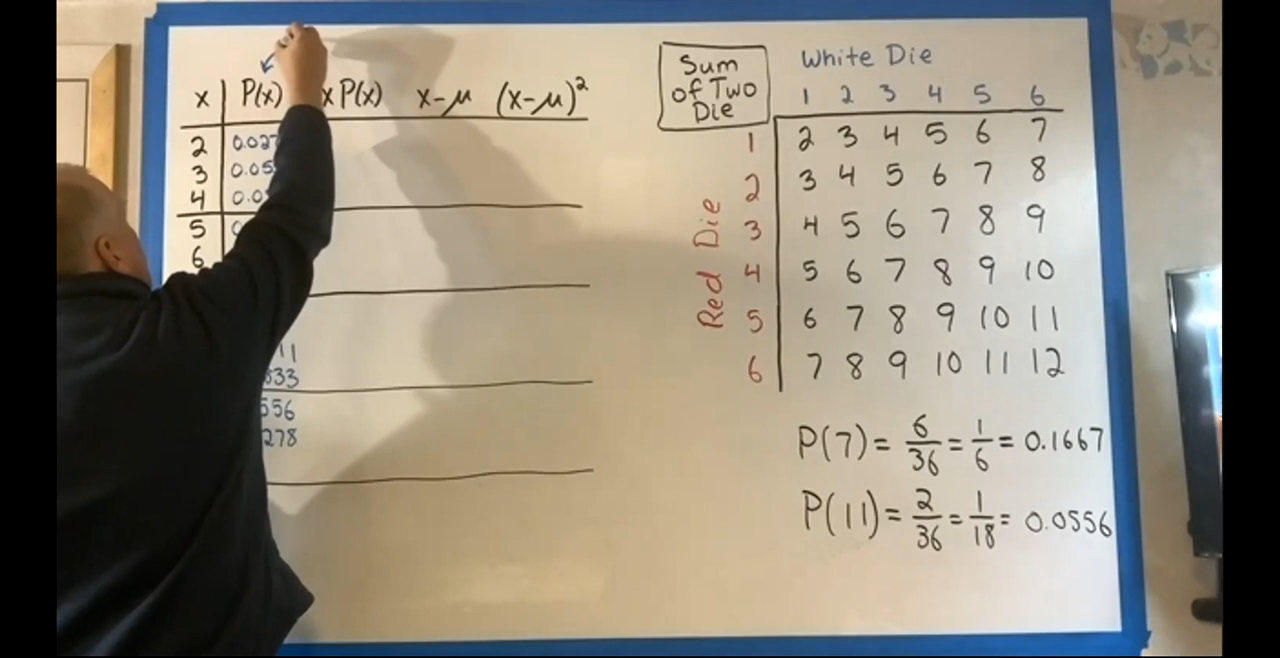 x P(x) x P(x) x-μ (x-μ)²
2 0.027
3 0.05
4 0.0
5
6
11
833
556
278
Sum
of Two
Die
White Die
1 2 3 4 5 6
Red Die
1 2 3 4 5 6 7
2 3 4 5 6 7 8
3 4 5 6 7 8 9
4 5 6 7 8 9 10
5 6 7 8 9 10 11
6 7 8 9 10 11 12
P(7) = 6/36 = 1/6 = 0.1667
P(11) = 2/36 = 1/18 = 0.0556